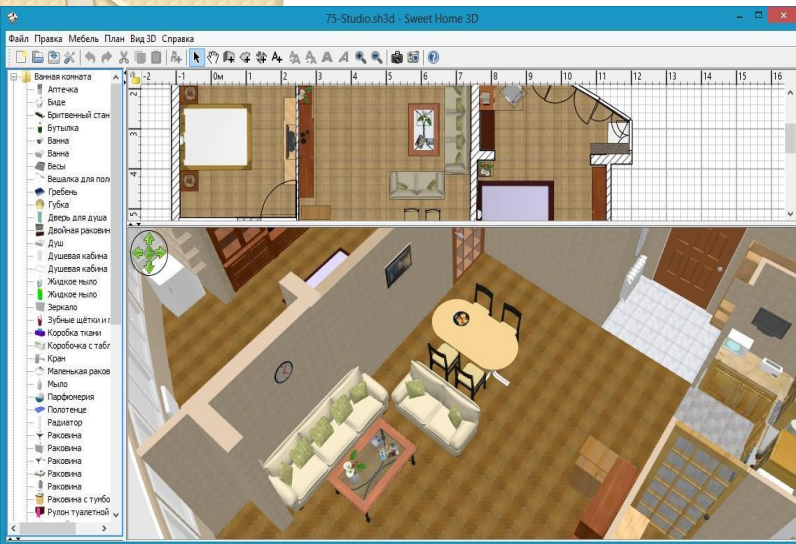 75-Studio.sh3d - Sweet Home 3D
Файл Правка Мебель План Вид 3D Справка
-2 -1 0м 1 2 3 4 5 6 7 8 9 10 11 12 13 14 15 16
Ванная комната
Аптечка
Биде
Бритвенный стан
Бутылка
Ванна
Ванна
Весы
Вешалка для пол
Гребень
Губка
Дверь для душа
Двойная раковин
Душ
Душевая кабина
Душевая кабина
Жидкое мыло
Жидкое мыло
Зеркало
Зубные щётки и г
Коробка ткани
Коробочка с табл
Кран
Маленькая раков
Мыло
Парфюмерия
Полотенце
Радиатор
Раковина
Раковина
Раковина
Раковина
Раковина
Раковина с тумбо
Рулон туалетной
2
3
4
5